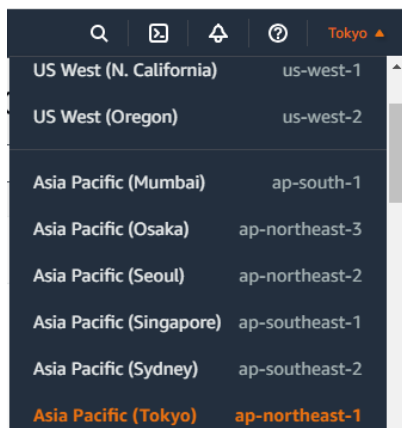 Tokyo ▲
US West (N. California) us-west-1
US West (Oregon) us-west-2
Asia Pacific (Mumbai) ap-south-1
Asia Pacific (Osaka) ap-northeast-3
Asia Pacific (Seoul) ap-northeast-2
Asia Pacific (Singapore) ap-southeast-1
Asia Pacific (Sydney) ap-southeast-2
Asia Pacific (Tokyo) ap-northeast-1